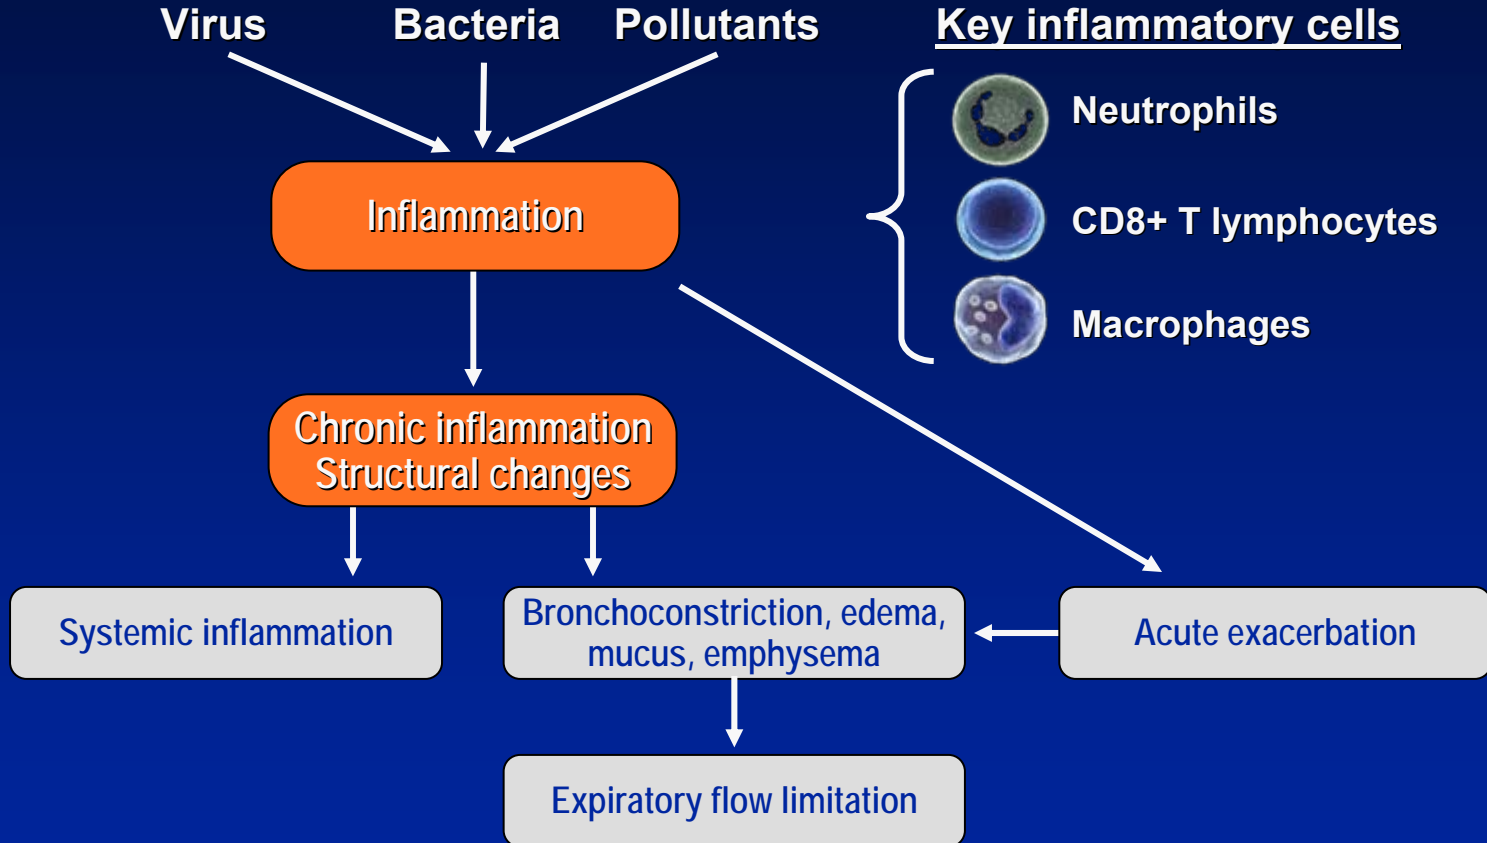 Virus
Bacteria
Pollutants
Key inflammatory cells
Neutrophils
CD8+ T lymphocytes
Macrophages
Inflammation
Chronic inflammation
Structural changes
Systemic inflammation
Bronchoconstriction, edema,
mucus, emphysema
Acute exacerbation
Expiratory flow limitation